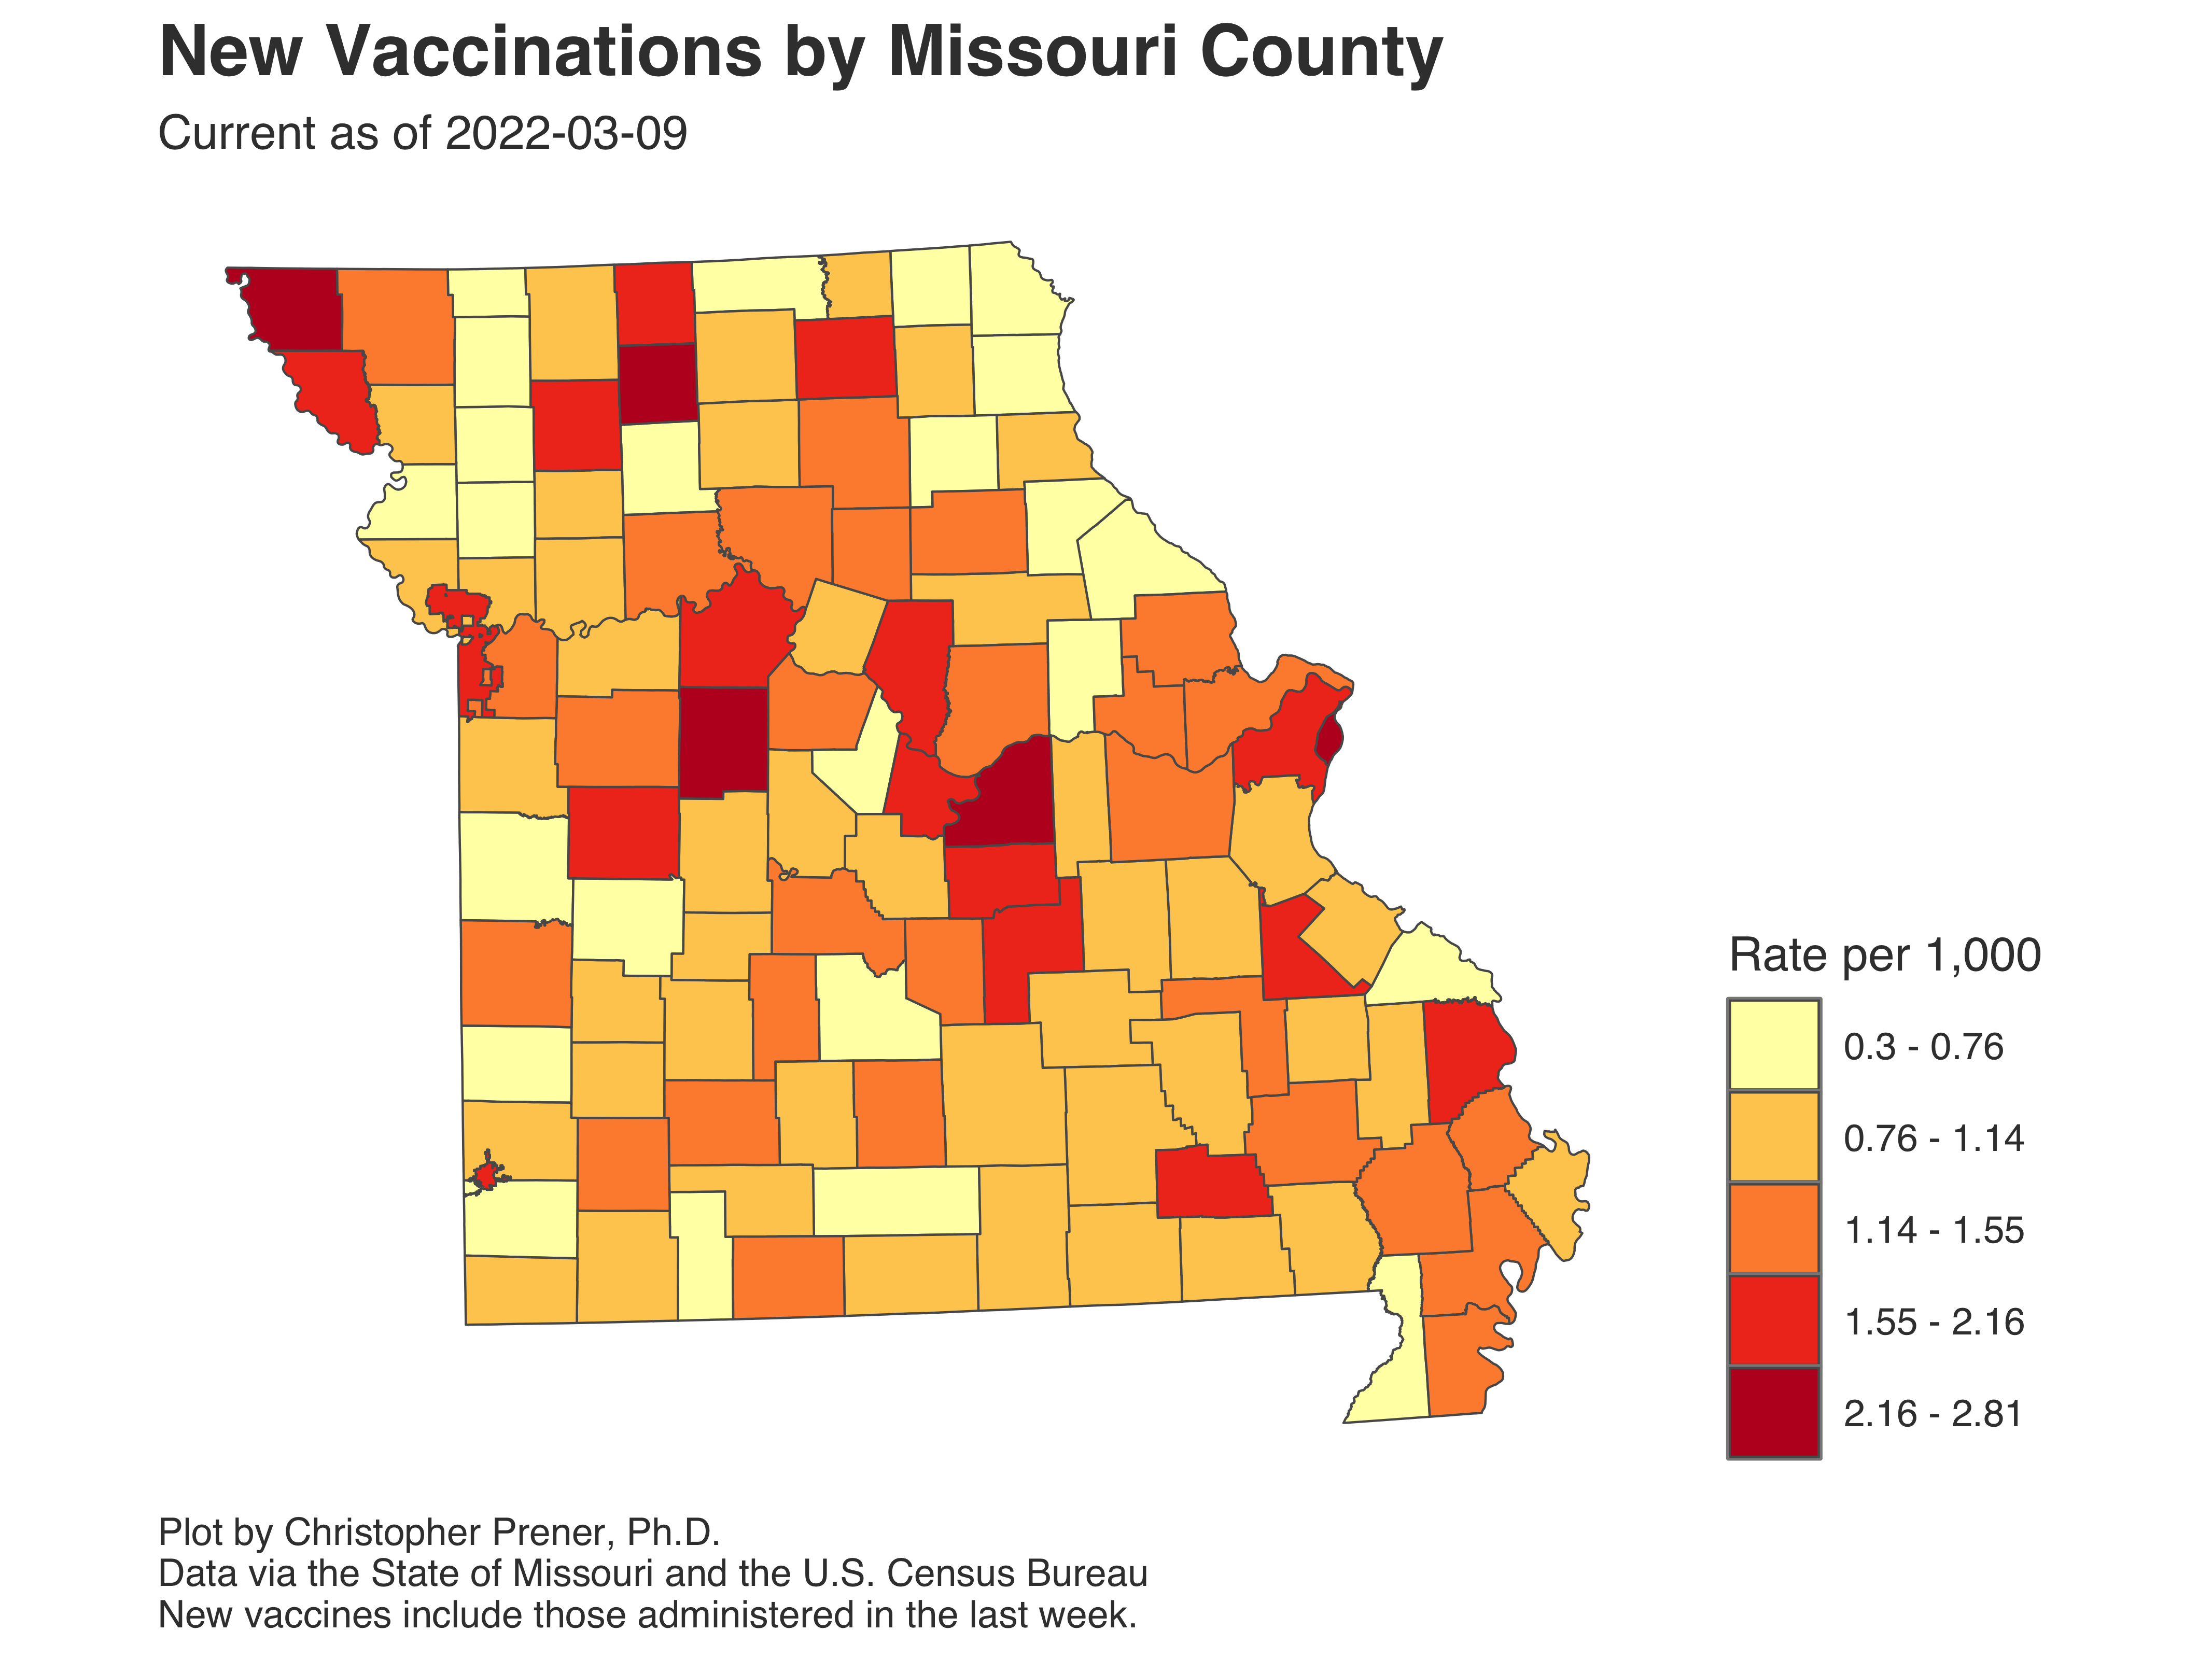 New Vaccinations by Missouri County
Current as of 2022-03-09
Rate per 1,000
0.3 - 0.76
0.76 - 1.14
1.14 - 1.55
1.55 - 2.16
2.16 - 2.81
Plot by Christopher Prener, Ph.D.
Data via the State of Missouri and the U.S. Census Bureau
New vaccines include those administered in the last week.